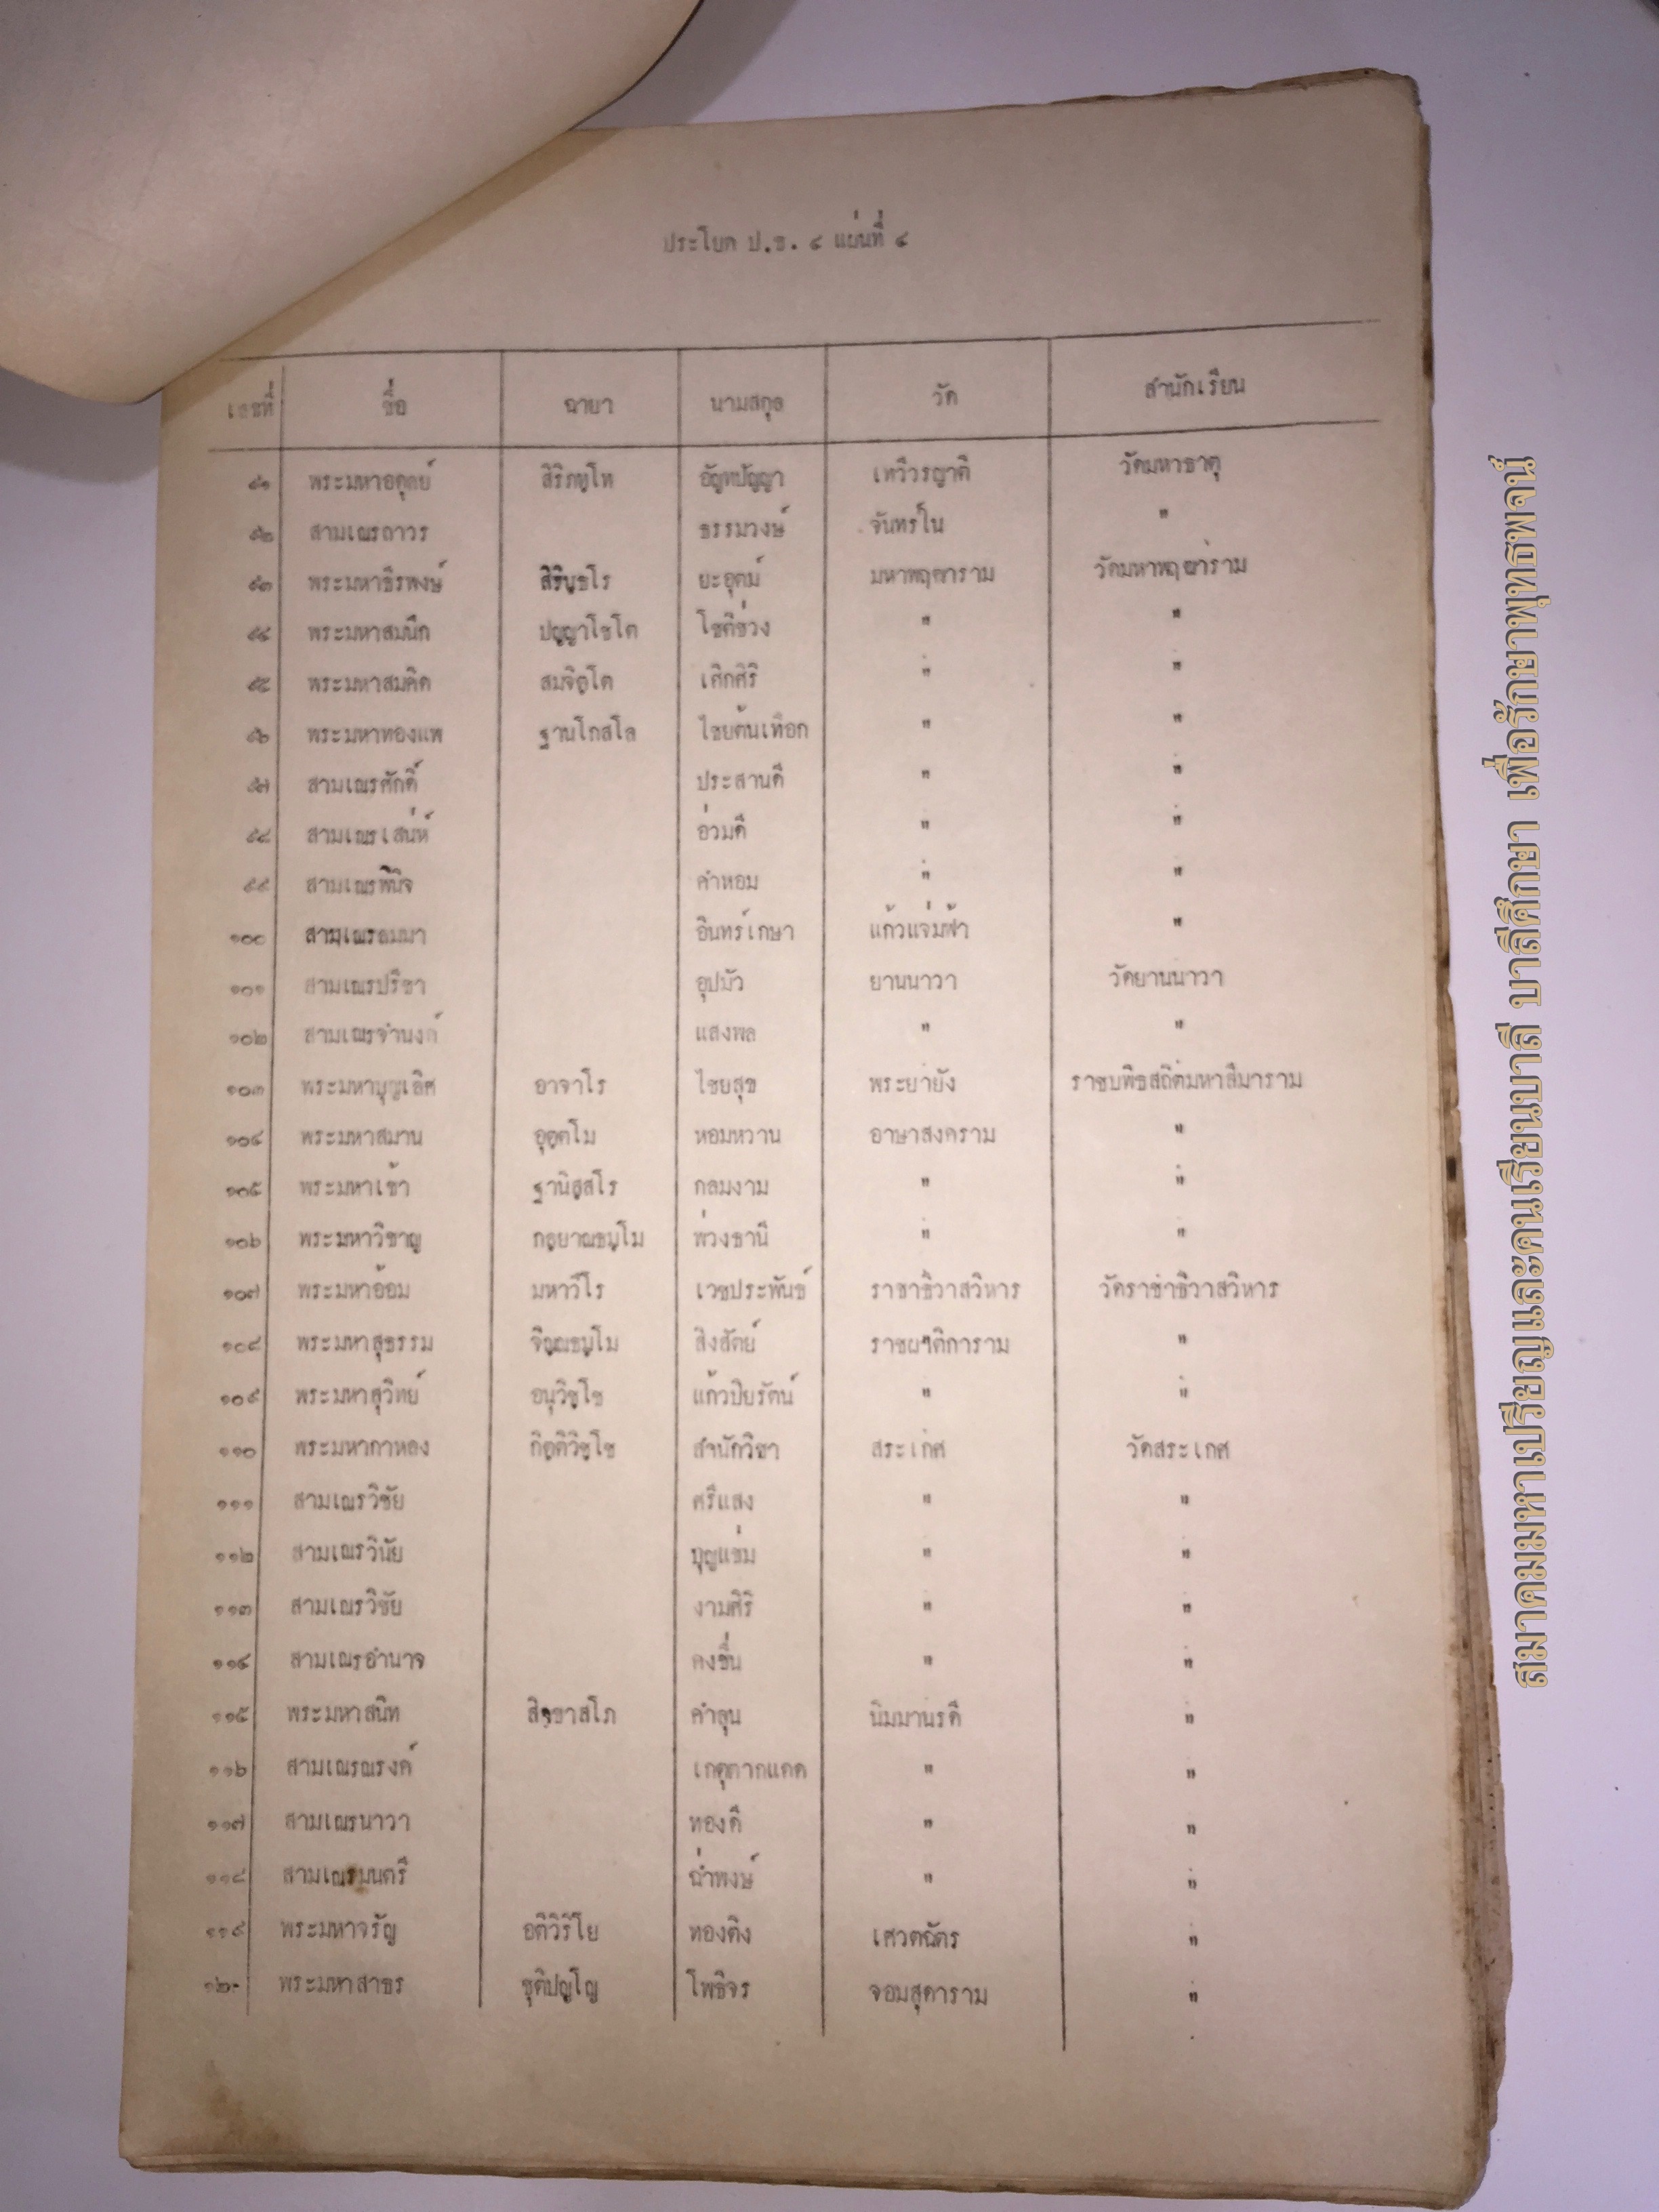 ประโยค ป.ธ. ๔ แผ่นที่ ๔
เลขที่ ชื่อ ฉายา นามสกุล วัด สำนักเรียน
๙๑ พระมหาอดุลย์ สิริภทฺโท อัญทปัญญา เทวีวรญาติ วัดมหาธาตุ
๙๒ สามเณรถาวร ธรรมวงษ์ จันทร์ใน "
๙๓ พระมหาธีรพงษ์ ยะอุตม์ มหาพฤฒาราม วัดมหาพฤฒาราม
๙๔ พระมหาสมนึก ปญฺญาโชโต โชติช่วง " "
๙๕ พระมหาสมคิด สมจิตฺโต เศิกศิริ " "
๙๖ พระมหาทองแพ ฐานโกสโล ไชยต้นเทือก " "
๙๗ สามเณรศักดิ์ ประสานดี " "
๙๘ สามเณรเสน่ห์ อ่วมดี " "
๙๙ สามเณรพินิจ คำหอม " "
๑๐๐ สามเณรลมมา อินทร์เกษา แก้วแจ่มฟ้า "
๑๐๑ สามเณรปรีชา อุปมัว ยานนาวา วัดยานนาวา
๑๐๒ สามเณรจำนงค์ แสงพล " "
๑๐๓ พระมหาบุญเลิศ อาจาโร ไชยสุข พระยายัง ราชบพิธสถิตมหาสีมาราม
๑๐๔ พระมหาสมาน อุตฺตโม หอมหวาน อาษาสงคราม "
๑๐๕ พระมหาเช้า ฐานิสฺสโร กลมงาม " "
๑๐๖ พระมหาวิชาญ กลฺยาณธมฺโม พ่วงธานี " "
๑๐๗ พระมหาอ้อม มหาวีโร เวชประพันธ์ ราชาธิวาสวิหาร วัดราชาธิวาสวิหาร
๑๐๘ พระมหาสุธรรม จิณฺณธมฺโม สิงสัตย์ ราชผาติการาม "
๑๐๙ พระมหาสุวิทย์ อนุวิชฺโช แก้วปิยรัตน์ " "
๑๑๐ พระมหากาหลง กิตฺติวิชฺโช สำนักวิชา สระเกศ วัดสระเกศ
๑๑๑ สามเณรวิชัย ศรีแสง " "
๑๑๒ สามเณรวินัย บุญแช่ม " "
๑๑๓ สามเณรวิชัย งามศิริ " "
๑๑๔ สามเณรอำนาจ คงชื่น " "
๑๑๕ พระมหาสนิท คำลุน นิมมานรดี "
๑๑๖ สามเณรณรงค์ เกตุตากแดด " "
๑๑๗ สามเณรนาวา ทองดี " "
๑๑๘ สามเณรมนตรี ฉ่ำพงษ์ " "
๑๑๙ พระมหาจรัญ อติวิริโย ทองติง เศวตฉัตร "
๑๒๐ พระมหาสาธร ชุติปญฺโญ โพธิจร จอมสุดาราม "
สมาคมมหาเปรียญและคนเรียนบาลี บาลีศึกษา เพื่อรักษาพุทธพจน์